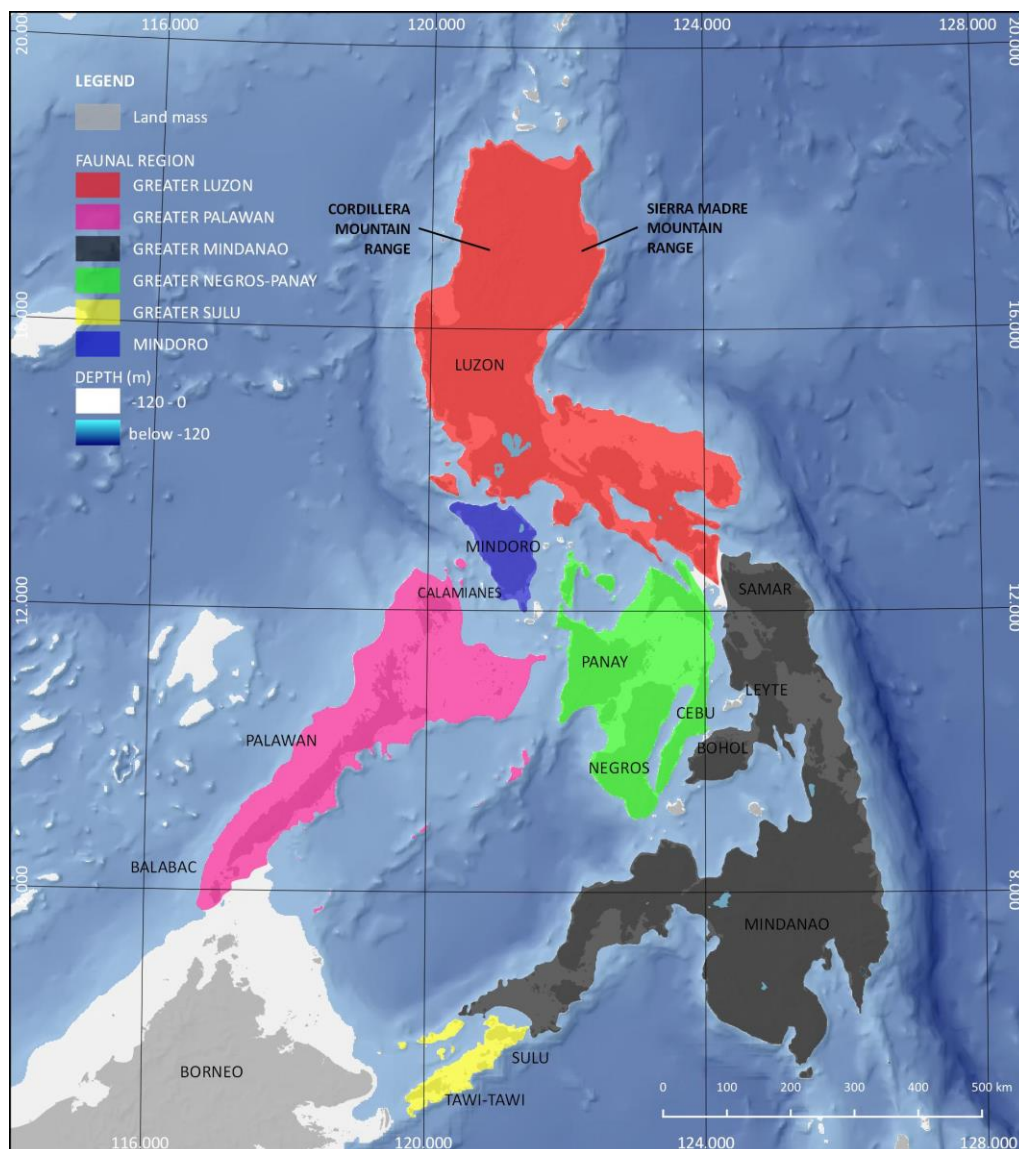 116.000
120.000
124.000
128.000
20.000
20.000
LEGEND
Land mass
FAUNAL REGION
GREATER LUZON
GREATER PALAWAN
GREATER MINDANAO
GREATER NEGROS-PANAY
GREATER SULU
MINDORO
DEPTH (m)
-120 - 0
below -120
CORDILLERA
MOUNTAIN
RANGE
SIERRA MADRE
MOUNTAIN
RANGE
16.000
16.000
LUZON
MINDORO
CALAMIANES
SAMAR
12.000
12.000
PANAY
LEYTE
CEBU
PALAWAN
BOHOL
NEGROS
BALABAC
8.000
8.000
MINDANAO
SULU
BORNEO
TAWI-TAWI
0 100 200 300 400 500 km
116.000
120.000
124.000
128.000